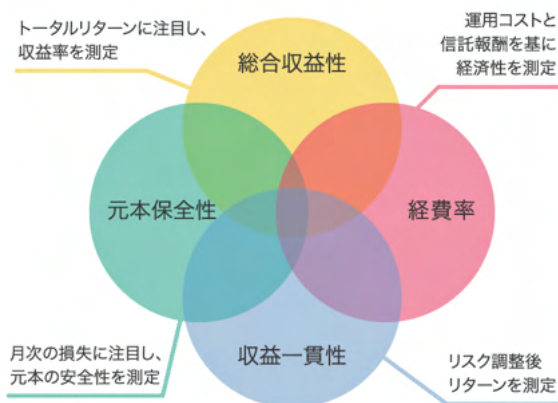 トータルリターンに注目し、
収益率を測定
運用コストと
信託報酬を基に
経済性を測定
総合収益性
元本保全性
経費率
収益一貫性
月次の損失に注目し、
元本の安全性を測定
リスク調整後
リターンを測定